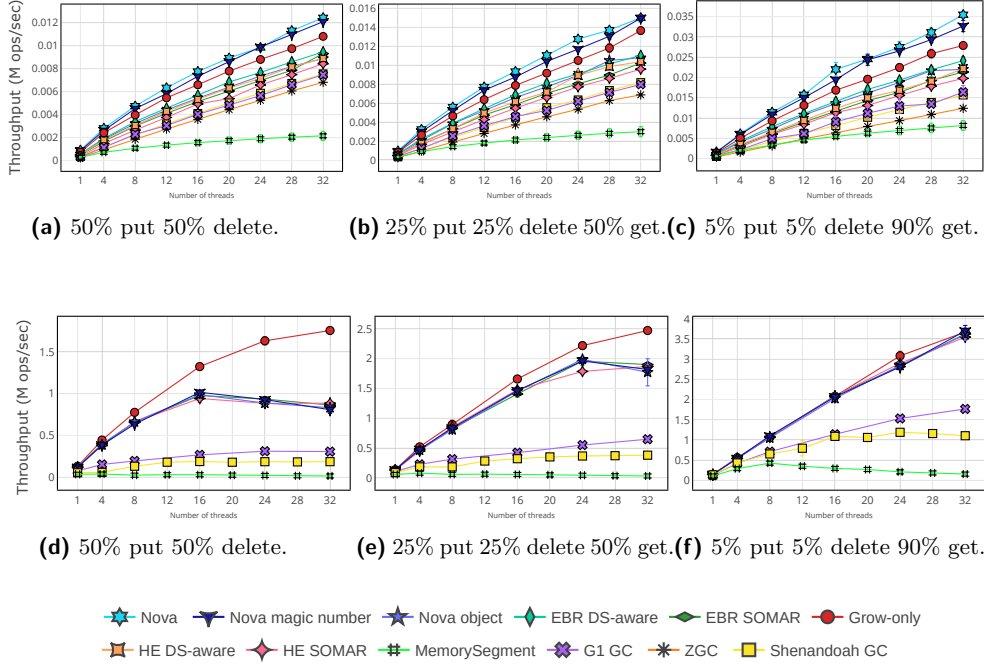 Throughput (M ops/sec)
0.012
0.01
0.008
0.006
0.004
0.002
0
1 4 8 12 16 20 24 28 32
Number of threads
0.016
0.014
0.012
0.01
0.008
0.006
0.004
0.002
0
1 4 8 12 16 20 24 28 32
Number of threads
0.035
0.03
0.025
0.02
0.015
0.01
0.005
0
1 4 8 12 16 20 24 28 32
Number of threads
(a) 50% put 50% delete.
(b) 25% put 25% delete 50% get.
(c) 5% put 5% delete 90% get.
Throughput (M ops/sec)
1.5
1
0.5
0
1 4 8 12 16 20 24 28 32
Number of threads
2.5
2
1.5
1
0.5
0
1 4 8 12 16 20 24 28 32
Number of threads
4
3.5
3
2.5
2
1.5
1
0.5
0
1 4 8 12 16 20 24 28 32
Number of threads
(d) 50% put 50% delete.
(e) 25% put 25% delete 50% get.
(f) 5% put 5% delete 90% get.
Nova Nova magic number Nova object EBR DS-aware EBR SOMAR Grow-only
HE DS-aware HE SOMAR MemorySegment G1 GC ZGC Shenandoah GC